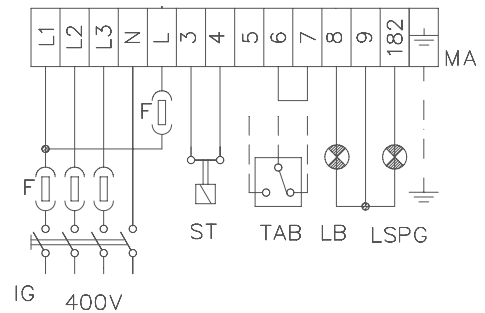 L1 L2 L3 N L 3 4 5 6 7 8 9 182
MA
F
F
ST TAB LB LSPG
IG 400V